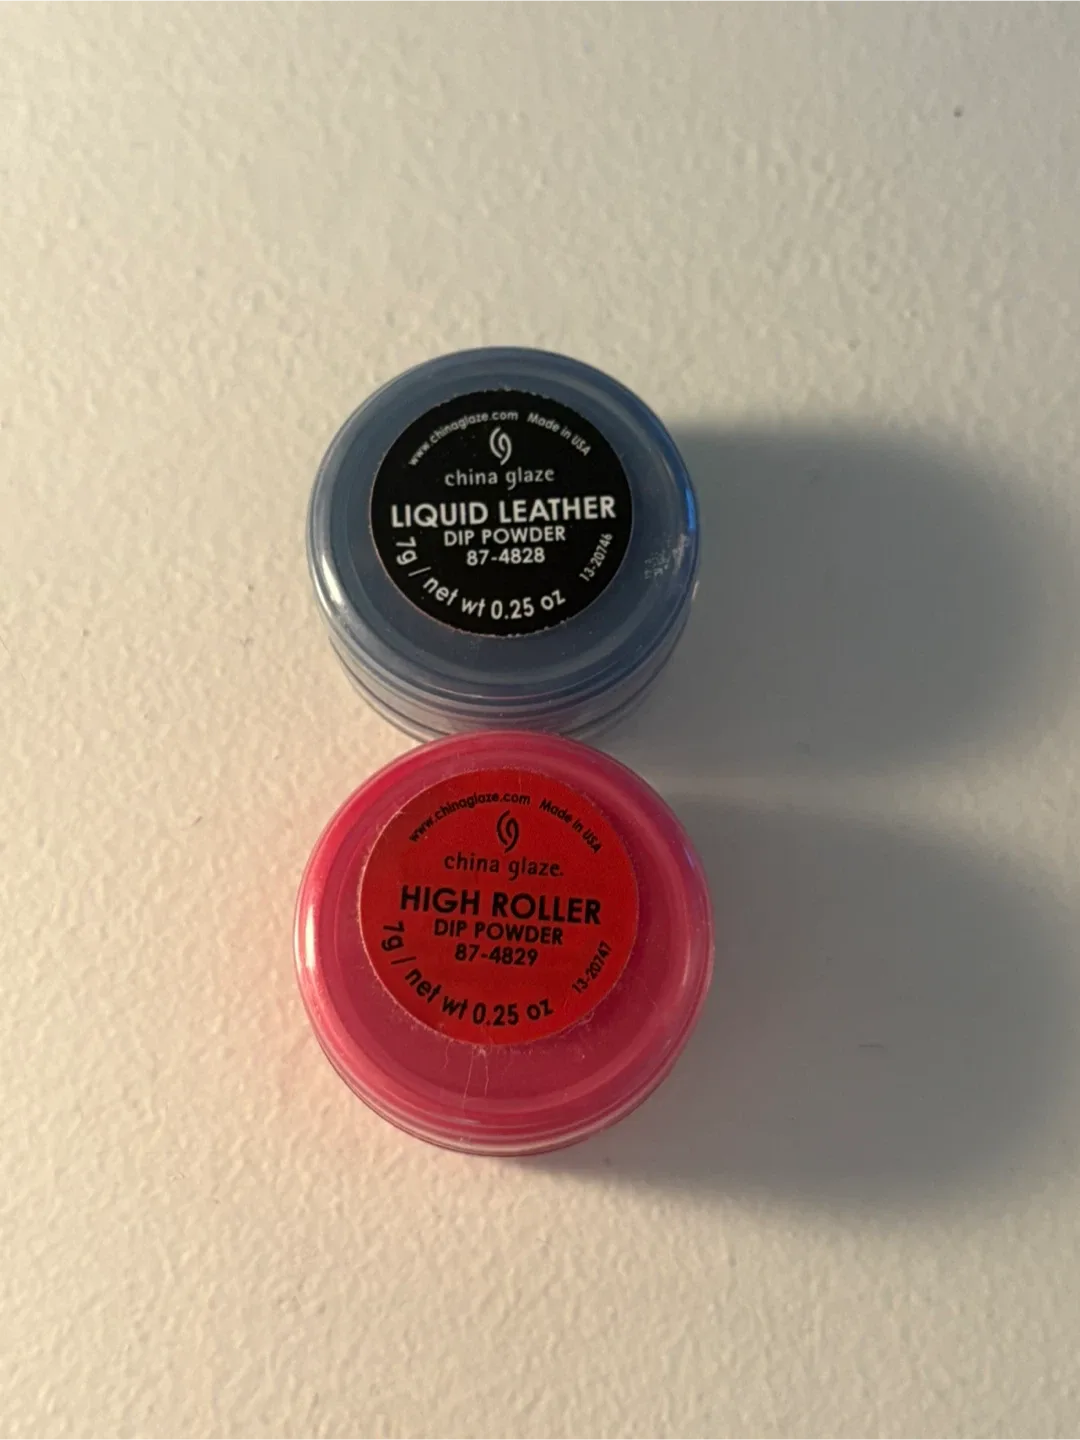 www.chinaglaze.com Made in USA
china glaze
LIQUID LEATHER
DIP POWDER
87-4828
7g / net wt 0.25 oz
13-20746
www.chinaglaze.com Made in USA
china glaze.
HIGH ROLLER
DIP POWDER
87-4829
7g / net wt 0.25 oz
13-20747